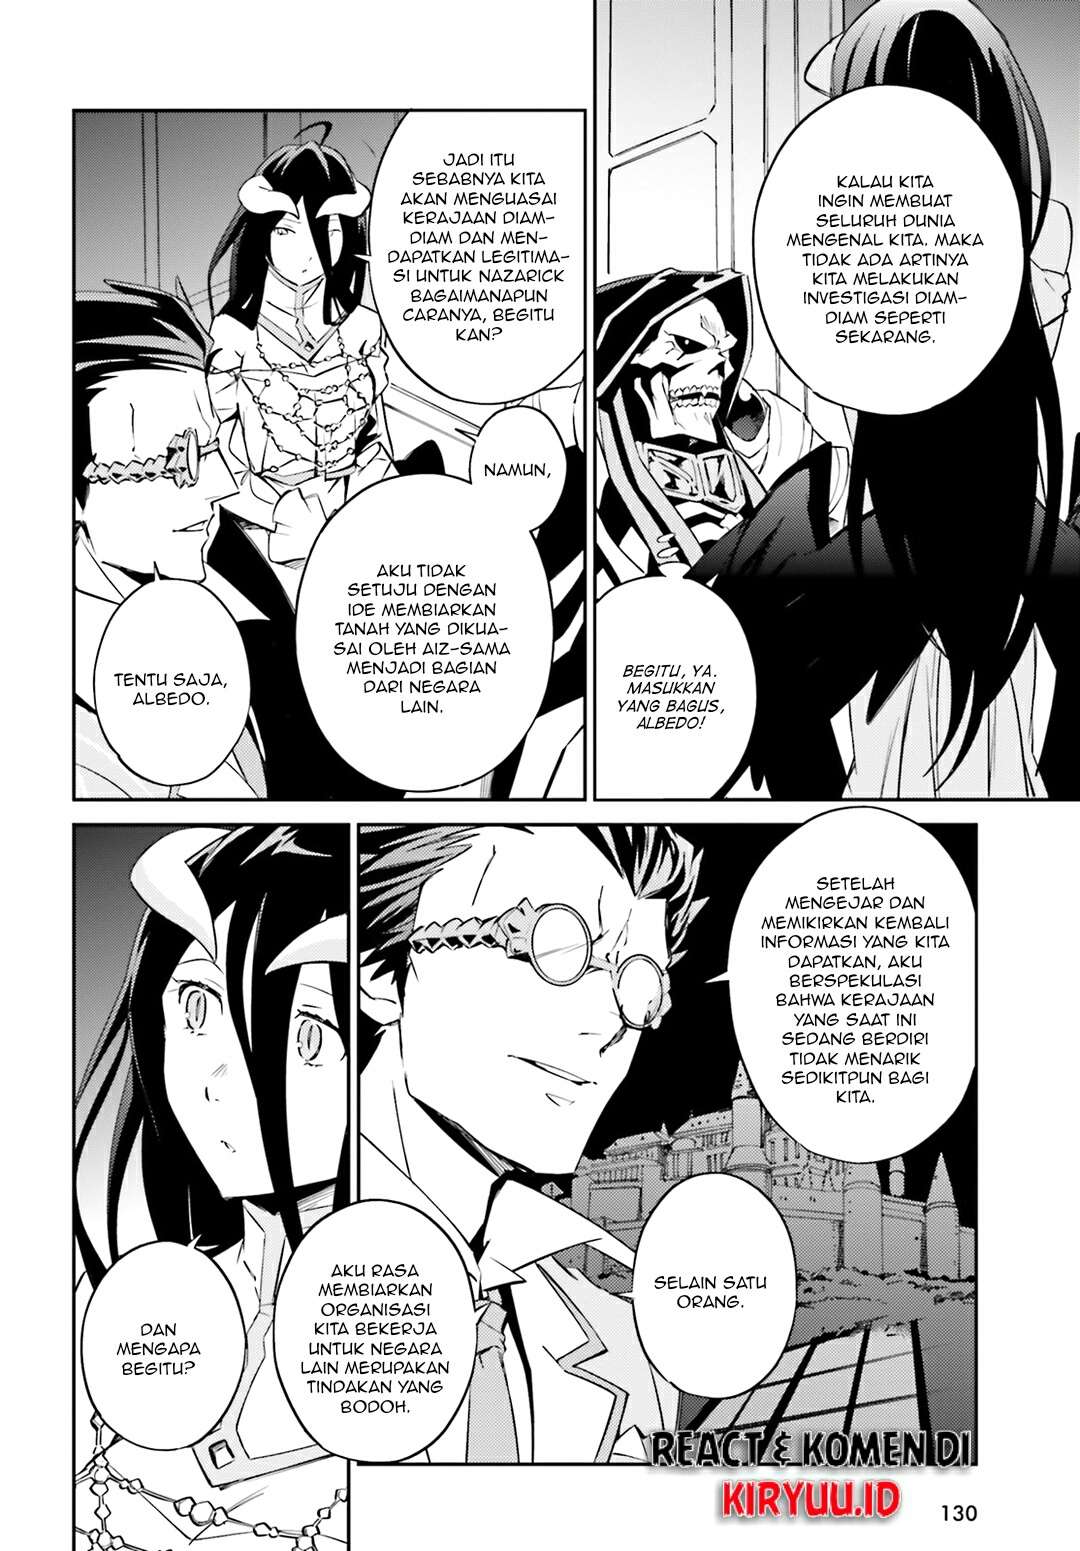 KALAU KITA
INGIN MEMBUAT
SELURUH DUNIA
MENGENAL KITA. MAKA
TIDAK ADA ARTINYA
KITA MELAKUKAN
INVESTIGASI DIAM-
DIAM SEPERTI
SEKARANG.
BEGITU, YA.
MASUKKAN
YANG BAGUS,
ALBEDO!
JADI ITU
SEBABNYA KITA
AKAN MENGUASAI
KERAJAAN DIAM-
DIAM DAN MEN-
DAPATKAN LEGITIMA-
SI UNTUK NAZARICK
BAGAIMANAPUN
CARANYA, BEGITU
KAN?
NAMUN,
AKU TIDAK
SETUJU DENGAN
IDE MEMBIARKAN
TANAH YANG DIKUA-
SAI OLEH AIZ-SAMA
MENJADI BAGIAN
DARI NEGARA
LAIN.
TENTU SAJA,
ALBEDO.
SETELAH
MENGEJAR DAN
MEMIKIRKAN KEMBALI
INFORMASI YANG KITA
DAPATKAN, AKU
BERSPEKULASI
BAHWA KERAJAAN
YANG SAAT INI
SEDANG BERDIRI
TIDAK MENARIK
SEDIKITPUN BAGI
KITA.
SELAIN SATU
ORANG.
AKU RASA
MEMBIARKAN
ORGANISASI
KITA BEKERJA
UNTUK NEGARA
LAIN MERUPAKAN
TINDAKAN YANG
BODOH.
DAN
MENGAPA
BEGITU?
REACT & KOMEN DI
KIRYUU.ID
130